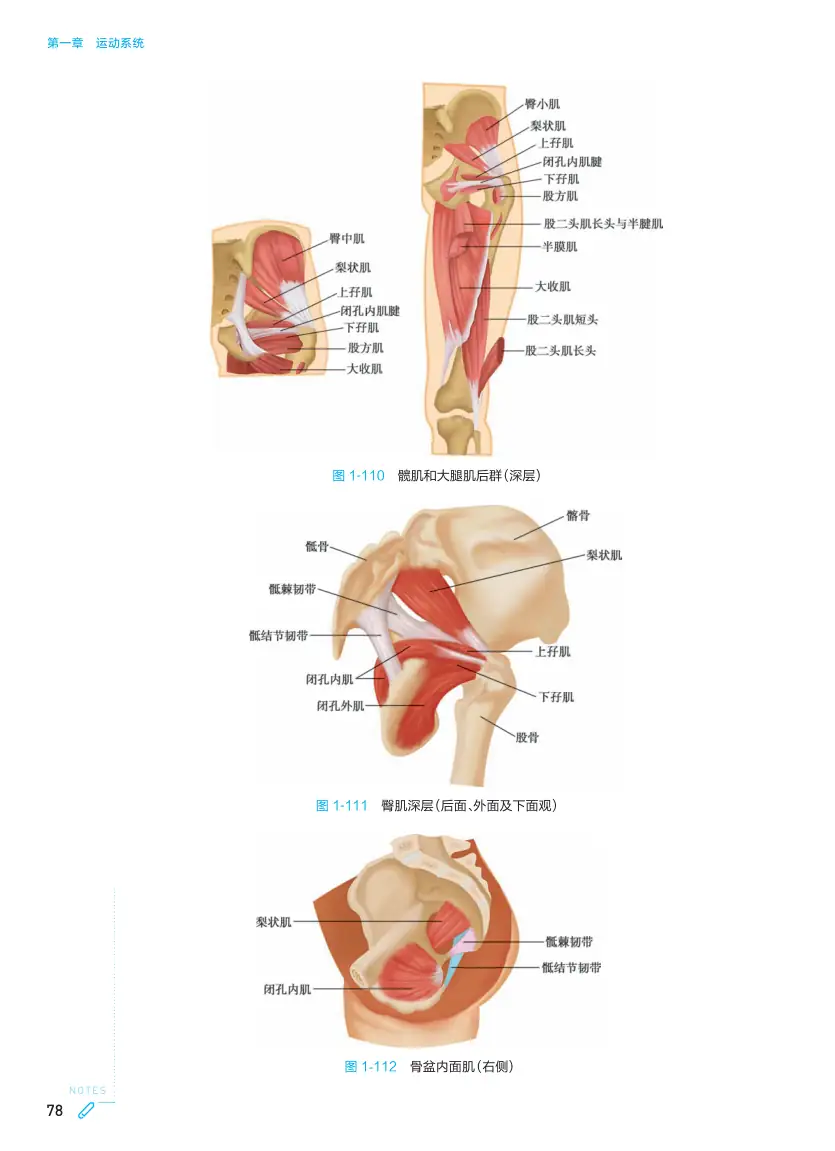 第一章 运动系统
臀小肌
梨状肌
上孖肌
闭孔内肌腱
下孖肌
股方肌
股二头肌长头与半腱肌
半膜肌
大收肌
股二头肌短头
股二头肌长头
臀中肌
梨状肌
上孖肌
闭孔内肌腱
下孖肌
股方肌
大收肌
图 1-110 髋肌和大腿肌后群(深层)
髂骨
骶骨
梨状肌
骶棘韧带
骶结节韧带
上孖肌
闭孔内肌
下孖肌
闭孔外肌
股骨
图 1-111 臀肌深层(后面、外面及下面观)
梨状肌
骶棘韧带
骶结节韧带
闭孔内肌
图 1-112 骨盆内面肌(右侧)
NOTES
78